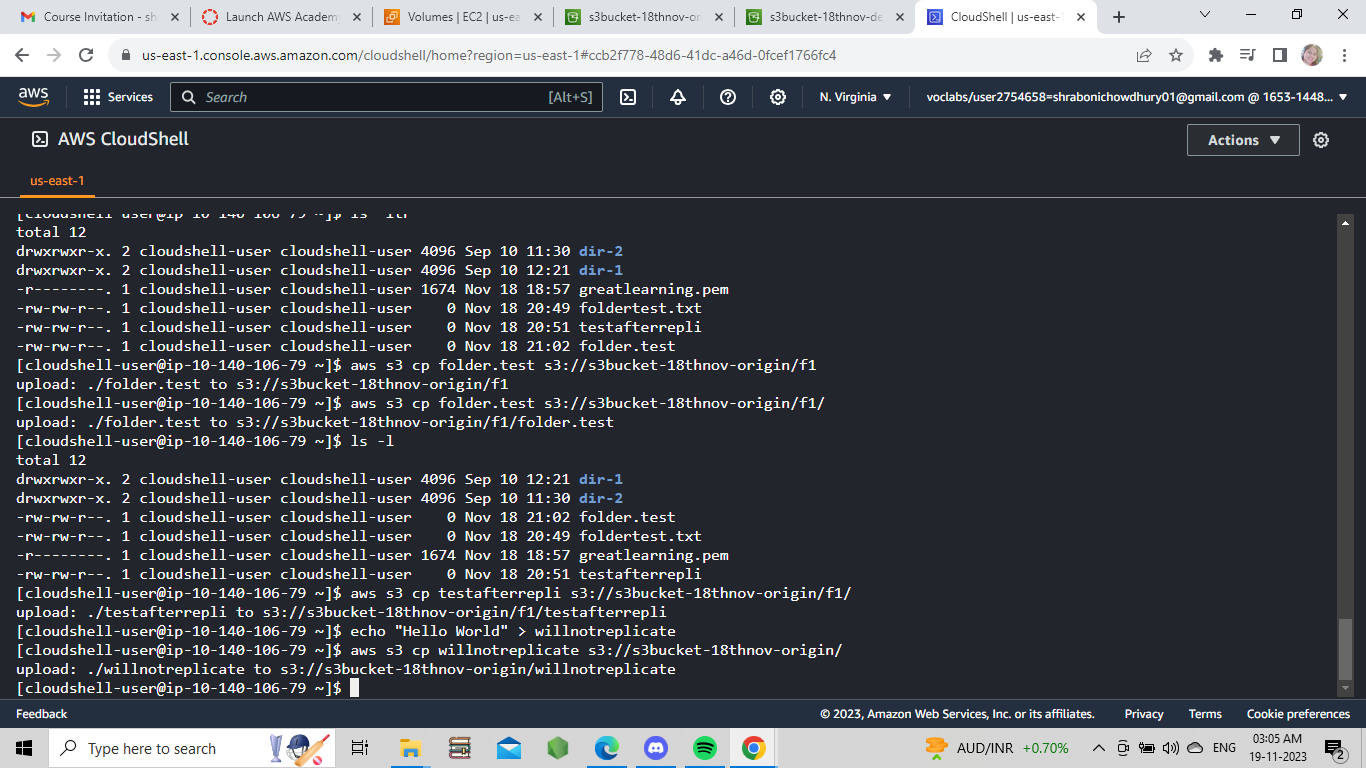 Course Invitation - sh
Launch AWS Academy
Volumes | EC2 | us-ea
s3bucket-18thnov-or
s3bucket-18thnov-de
CloudShell | us-east-1
us-east-1.console.aws.amazon.com/cloudshell/home?region=us-east-1#ccb2f778-48d6-41dc-a46d-0fcef1766fc4
aws Services Search [Alt+S] N. Virginia voclabs/user2754658=shrabonichowdhury01@gmail.com @ 1653-1448...
AWS CloudShell Actions
us-east-1
[cloudshell-user@ip-10-140-106-79 ~]$ ls -ltr
total 12
drwxrwxr-x. 2 cloudshell-user cloudshell-user 4096 Sep 10 11:30 dir-2
drwxrwxr-x. 2 cloudshell-user cloudshell-user 4096 Sep 10 12:21 dir-1
-r--------. 1 cloudshell-user cloudshell-user 1674 Nov 18 18:57 greatlearning.pem
-rw-rw-r--. 1 cloudshell-user cloudshell-user    0 Nov 18 20:49 foldertest.txt
-rw-rw-r--. 1 cloudshell-user cloudshell-user    0 Nov 18 20:51 testafterrepli
-rw-rw-r--. 1 cloudshell-user cloudshell-user    0 Nov 18 21:02 folder.test
[cloudshell-user@ip-10-140-106-79 ~]$ aws s3 cp folder.test s3://s3bucket-18thnov-origin/f1
upload: ./folder.test to s3://s3bucket-18thnov-origin/f1
[cloudshell-user@ip-10-140-106-79 ~]$ aws s3 cp folder.test s3://s3bucket-18thnov-origin/f1/
upload: ./folder.test to s3://s3bucket-18thnov-origin/f1/folder.test
[cloudshell-user@ip-10-140-106-79 ~]$ ls -l
total 12
drwxrwxr-x. 2 cloudshell-user cloudshell-user 4096 Sep 10 12:21 dir-1
drwxrwxr-x. 2 cloudshell-user cloudshell-user 4096 Sep 10 11:30 dir-2
-rw-rw-r--. 1 cloudshell-user cloudshell-user    0 Nov 18 21:02 folder.test
-rw-rw-r--. 1 cloudshell-user cloudshell-user    0 Nov 18 20:49 foldertest.txt
-r--------. 1 cloudshell-user cloudshell-user 1674 Nov 18 18:57 greatlearning.pem
-rw-rw-r--. 1 cloudshell-user cloudshell-user    0 Nov 18 20:51 testafterrepli
[cloudshell-user@ip-10-140-106-79 ~]$ aws s3 cp testafterrepli s3://s3bucket-18thnov-origin/f1/
upload: ./testafterrepli to s3://s3bucket-18thnov-origin/f1/testafterrepli
[cloudshell-user@ip-10-140-106-79 ~]$ echo "Hello World" > willnotreplicate
[cloudshell-user@ip-10-140-106-79 ~]$ aws s3 cp willnotreplicate s3://s3bucket-18thnov-origin/
upload: ./willnotreplicate to s3://s3bucket-18thnov-origin/willnotreplicate
[cloudshell-user@ip-10-140-106-79 ~]$
Feedback © 2023, Amazon Web Services, Inc. or its affiliates. Privacy Terms Cookie preferences
Type here to search AUD/INR +0.70% ENG 03:05 AM
19-11-2023 2